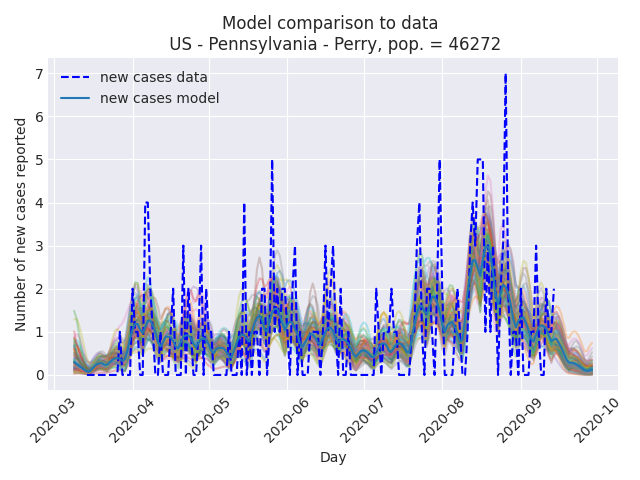 Model comparison to data
US - Pennsylvania - Perry, pop. = 46272
new cases data
new cases model
Number of new cases reported
7
6
5
4
3
2
1
0
2020-03
2020-04
2020-05
2020-06
2020-07
2020-08
2020-09
2020-10
Day